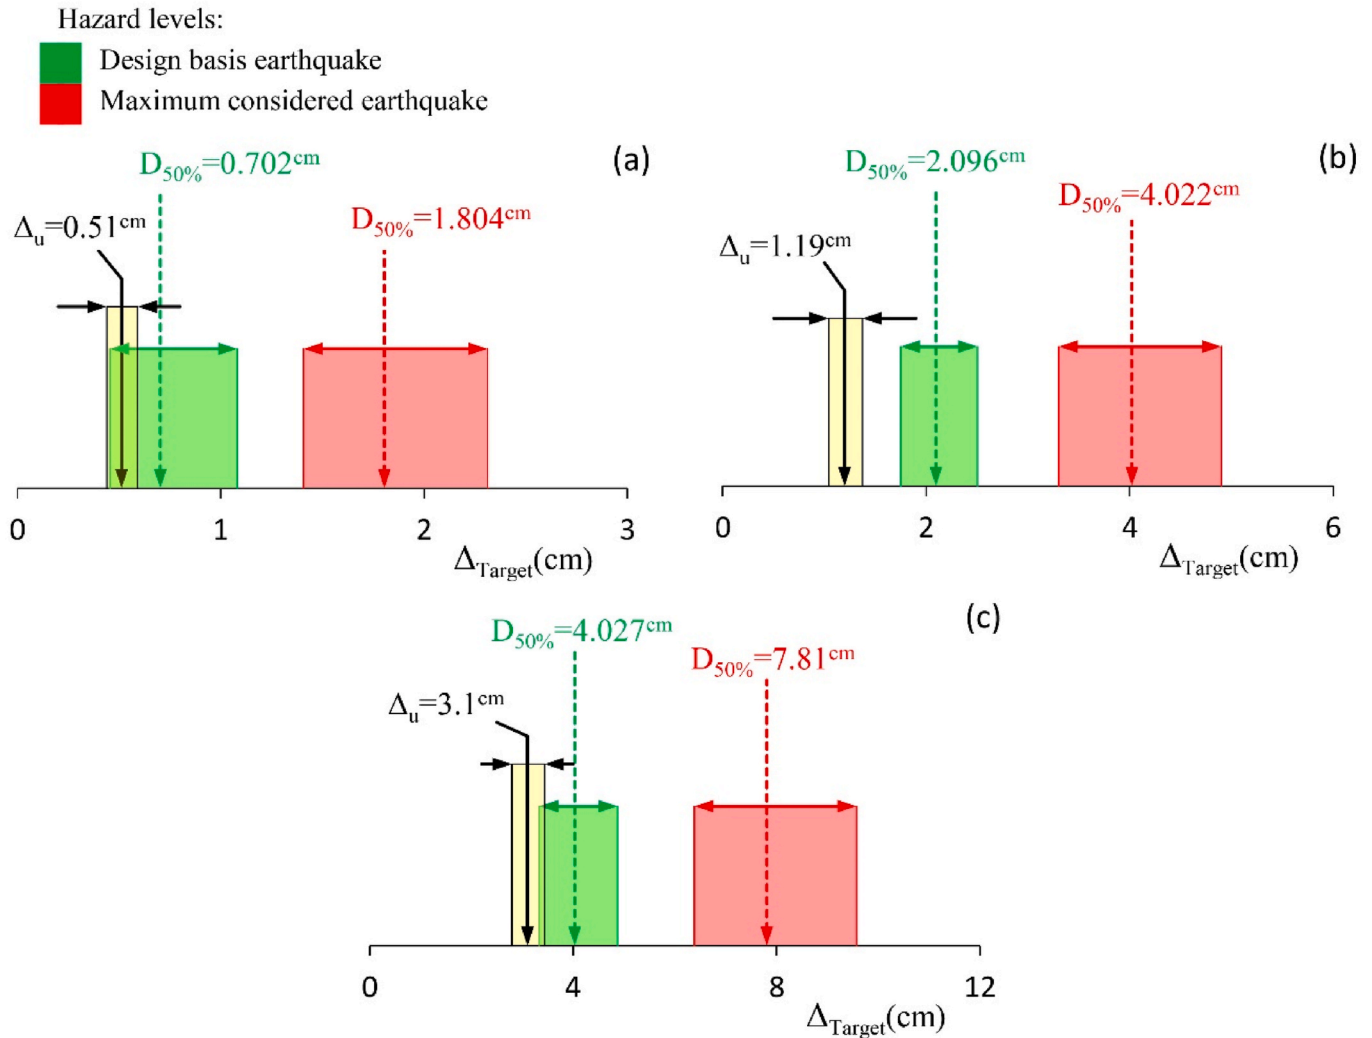 Hazard levels:
Design basis earthquake
Maximum considered earthquake
(a)
D50%=0.702cm
Δu=0.51cm
D50%=1.804cm
0 1 2 3
ΔTarget(cm)
(b)
D50%=2.096cm
D50%=4.022cm
Δu=1.19cm
0 2 4 6
ΔTarget(cm)
(c)
D50%=4.027cm
D50%=7.81cm
Δu=3.1cm
0 4 8 12
ΔTarget(cm)